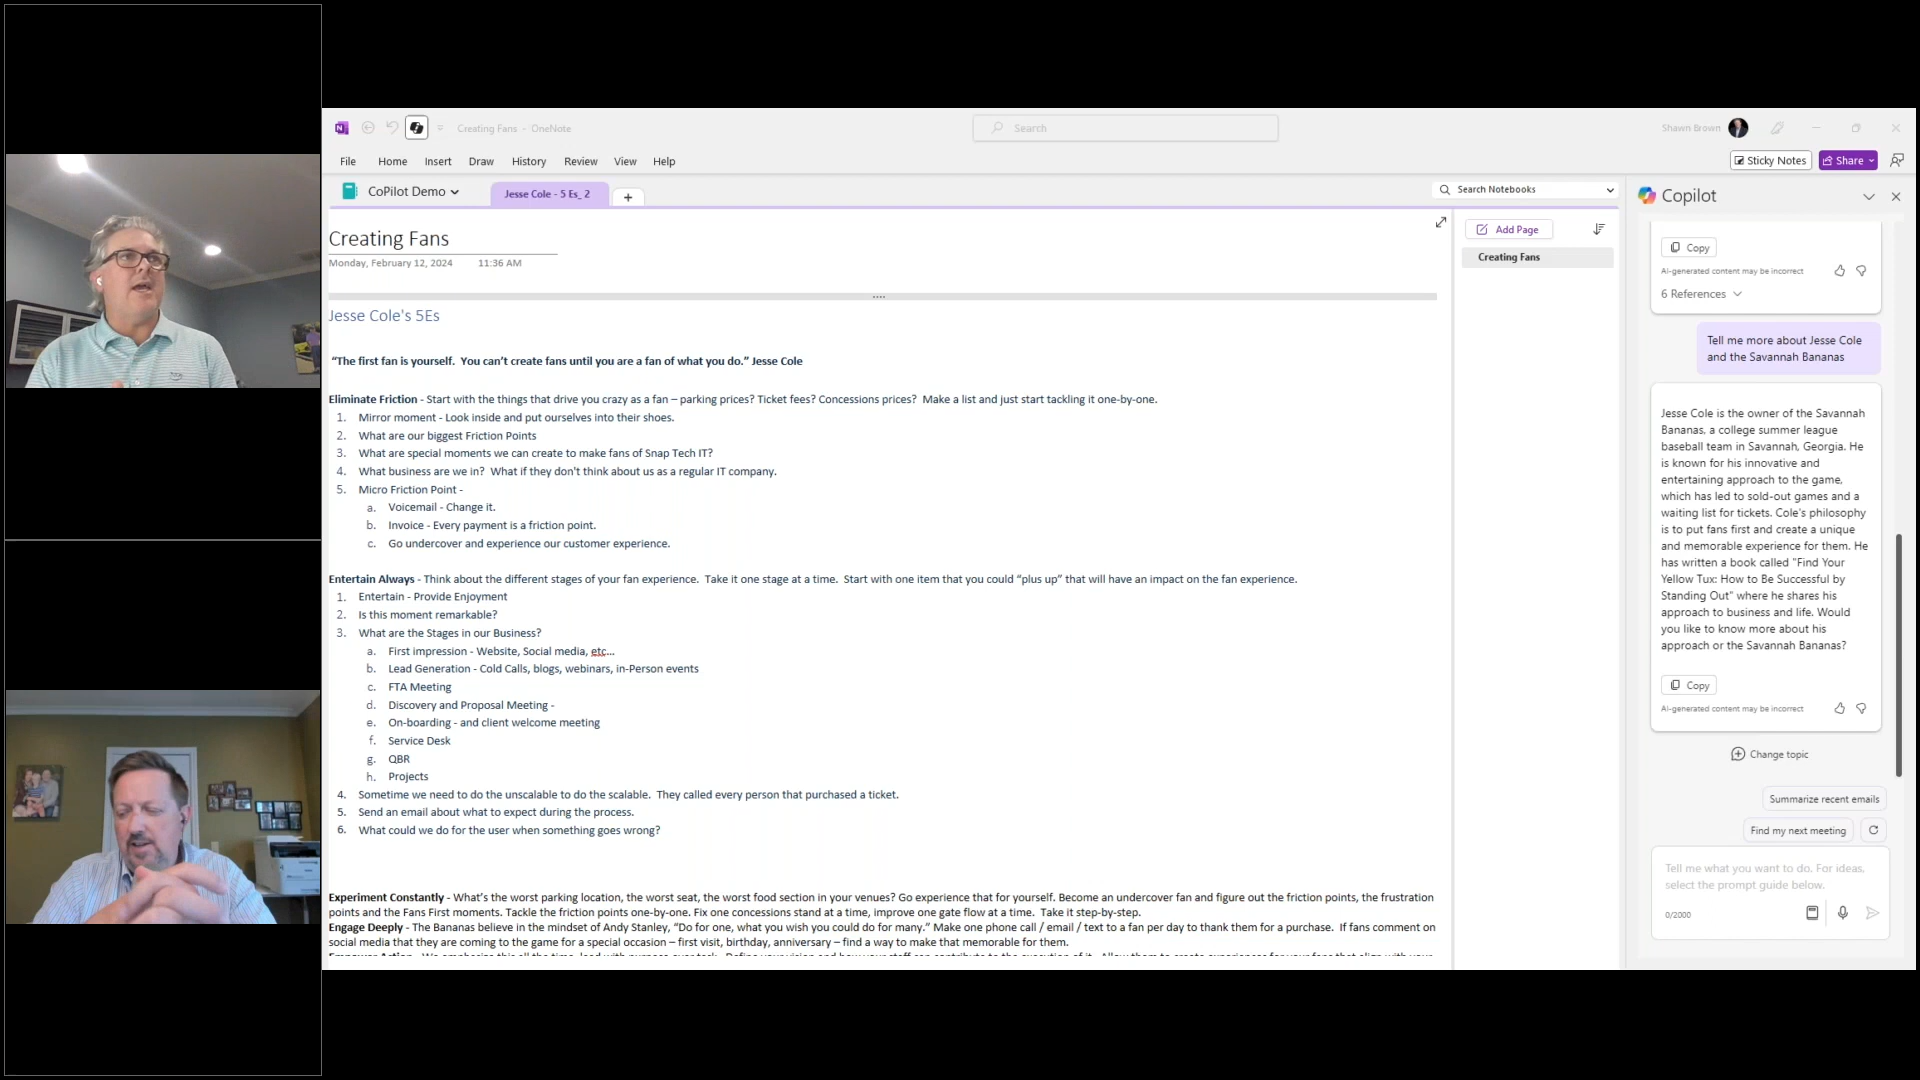 Creating Fans - OneNote
Search
Shawn Brown
File Home Insert Draw History Review View Help
Sticky Notes
Share
CoPilot Demo
Jesse Cole - 5 Es_ 2
+
Search Notebooks
Creating Fans
Monday, February 12, 2024 11:36 AM
Jesse Cole's 5Es
“The first fan is yourself. You can’t create fans until you are a fan of what you do.” Jesse Cole
Eliminate Friction - Start with the things that drive you crazy as a fan – parking prices? Ticket fees? Concessions prices? Make a list and just start tackling it one-by-one.
1. Mirror moment - Look inside and put ourselves into their shoes.
2. What are our biggest Friction Points
3. What are special moments we can create to make fans of Snap Tech IT?
4. What business are we in? What if they don't think about us as a regular IT company.
5. Micro Friction Point -
a. Voicemail - Change it.
b. Invoice - Every payment is a friction point.
c. Go undercover and experience our customer experience.
Entertain Always - Think about the different stages of your fan experience. Take it one stage at a time. Start with one item that you could “plus up” that will have an impact on the fan experience.
1. Entertain - Provide Enjoyment
2. Is this moment remarkable?
3. What are the Stages in our Business?
a. First impression - Website, Social media, etc...
b. Lead Generation - Cold Calls, blogs, webinars, in-Person events
c. FTA Meeting
d. Discovery and Proposal Meeting -
e. On-boarding - and client welcome meeting
f. Service Desk
g. QBR
h. Projects
4. Sometime we need to do the unscalable to do the scalable. They called every person that purchased a ticket.
5. Send an email about what to expect during the process.
6. What could we do for the user when something goes wrong?
Experiment Constantly - What’s the worst parking location, the worst seat, the worst food section in your venues? Go experience that for yourself. Become an undercover fan and figure out the friction points, the frustration
points and the Fans First moments. Tackle the friction points one-by-one. Fix one concessions stand at a time, improve one gate flow at a time. Take it step-by-step.
Engage Deeply - The Bananas believe in the mindset of Andy Stanley, “Do for one, what you wish you could do for many.” Make one phone call / email / text to a fan per day to thank them for a purchase. If fans comment on
social media that they are coming to the game for a special occasion – first visit, birthday, anniversary – find a way to make that memorable for them.
Add Page
Creating Fans
Copilot
Copy
AI-generated content may be incorrect
6 References
Tell me more about Jesse Cole
and the Savannah Bananas
Jesse Cole is the owner of the Savannah
Bananas, a college summer league
baseball team in Savannah, Georgia. He
is known for his innovative and
entertaining approach to the game,
which has led to sold-out games and a
waiting list for tickets. Cole's philosophy
is to put fans first and create a unique
and memorable experience for them. He
has written a book called "Find Your
Yellow Tux: How to Be Successful by
Standing Out" where he shares his
approach to business and life. Would
you like to know more about his
approach or the Savannah Bananas?
Copy
AI-generated content may be incorrect
Change topic
Summarize recent emails
Find my next meeting
Tell me what you want to do. For ideas,
select the prompt guide below.
0/2000